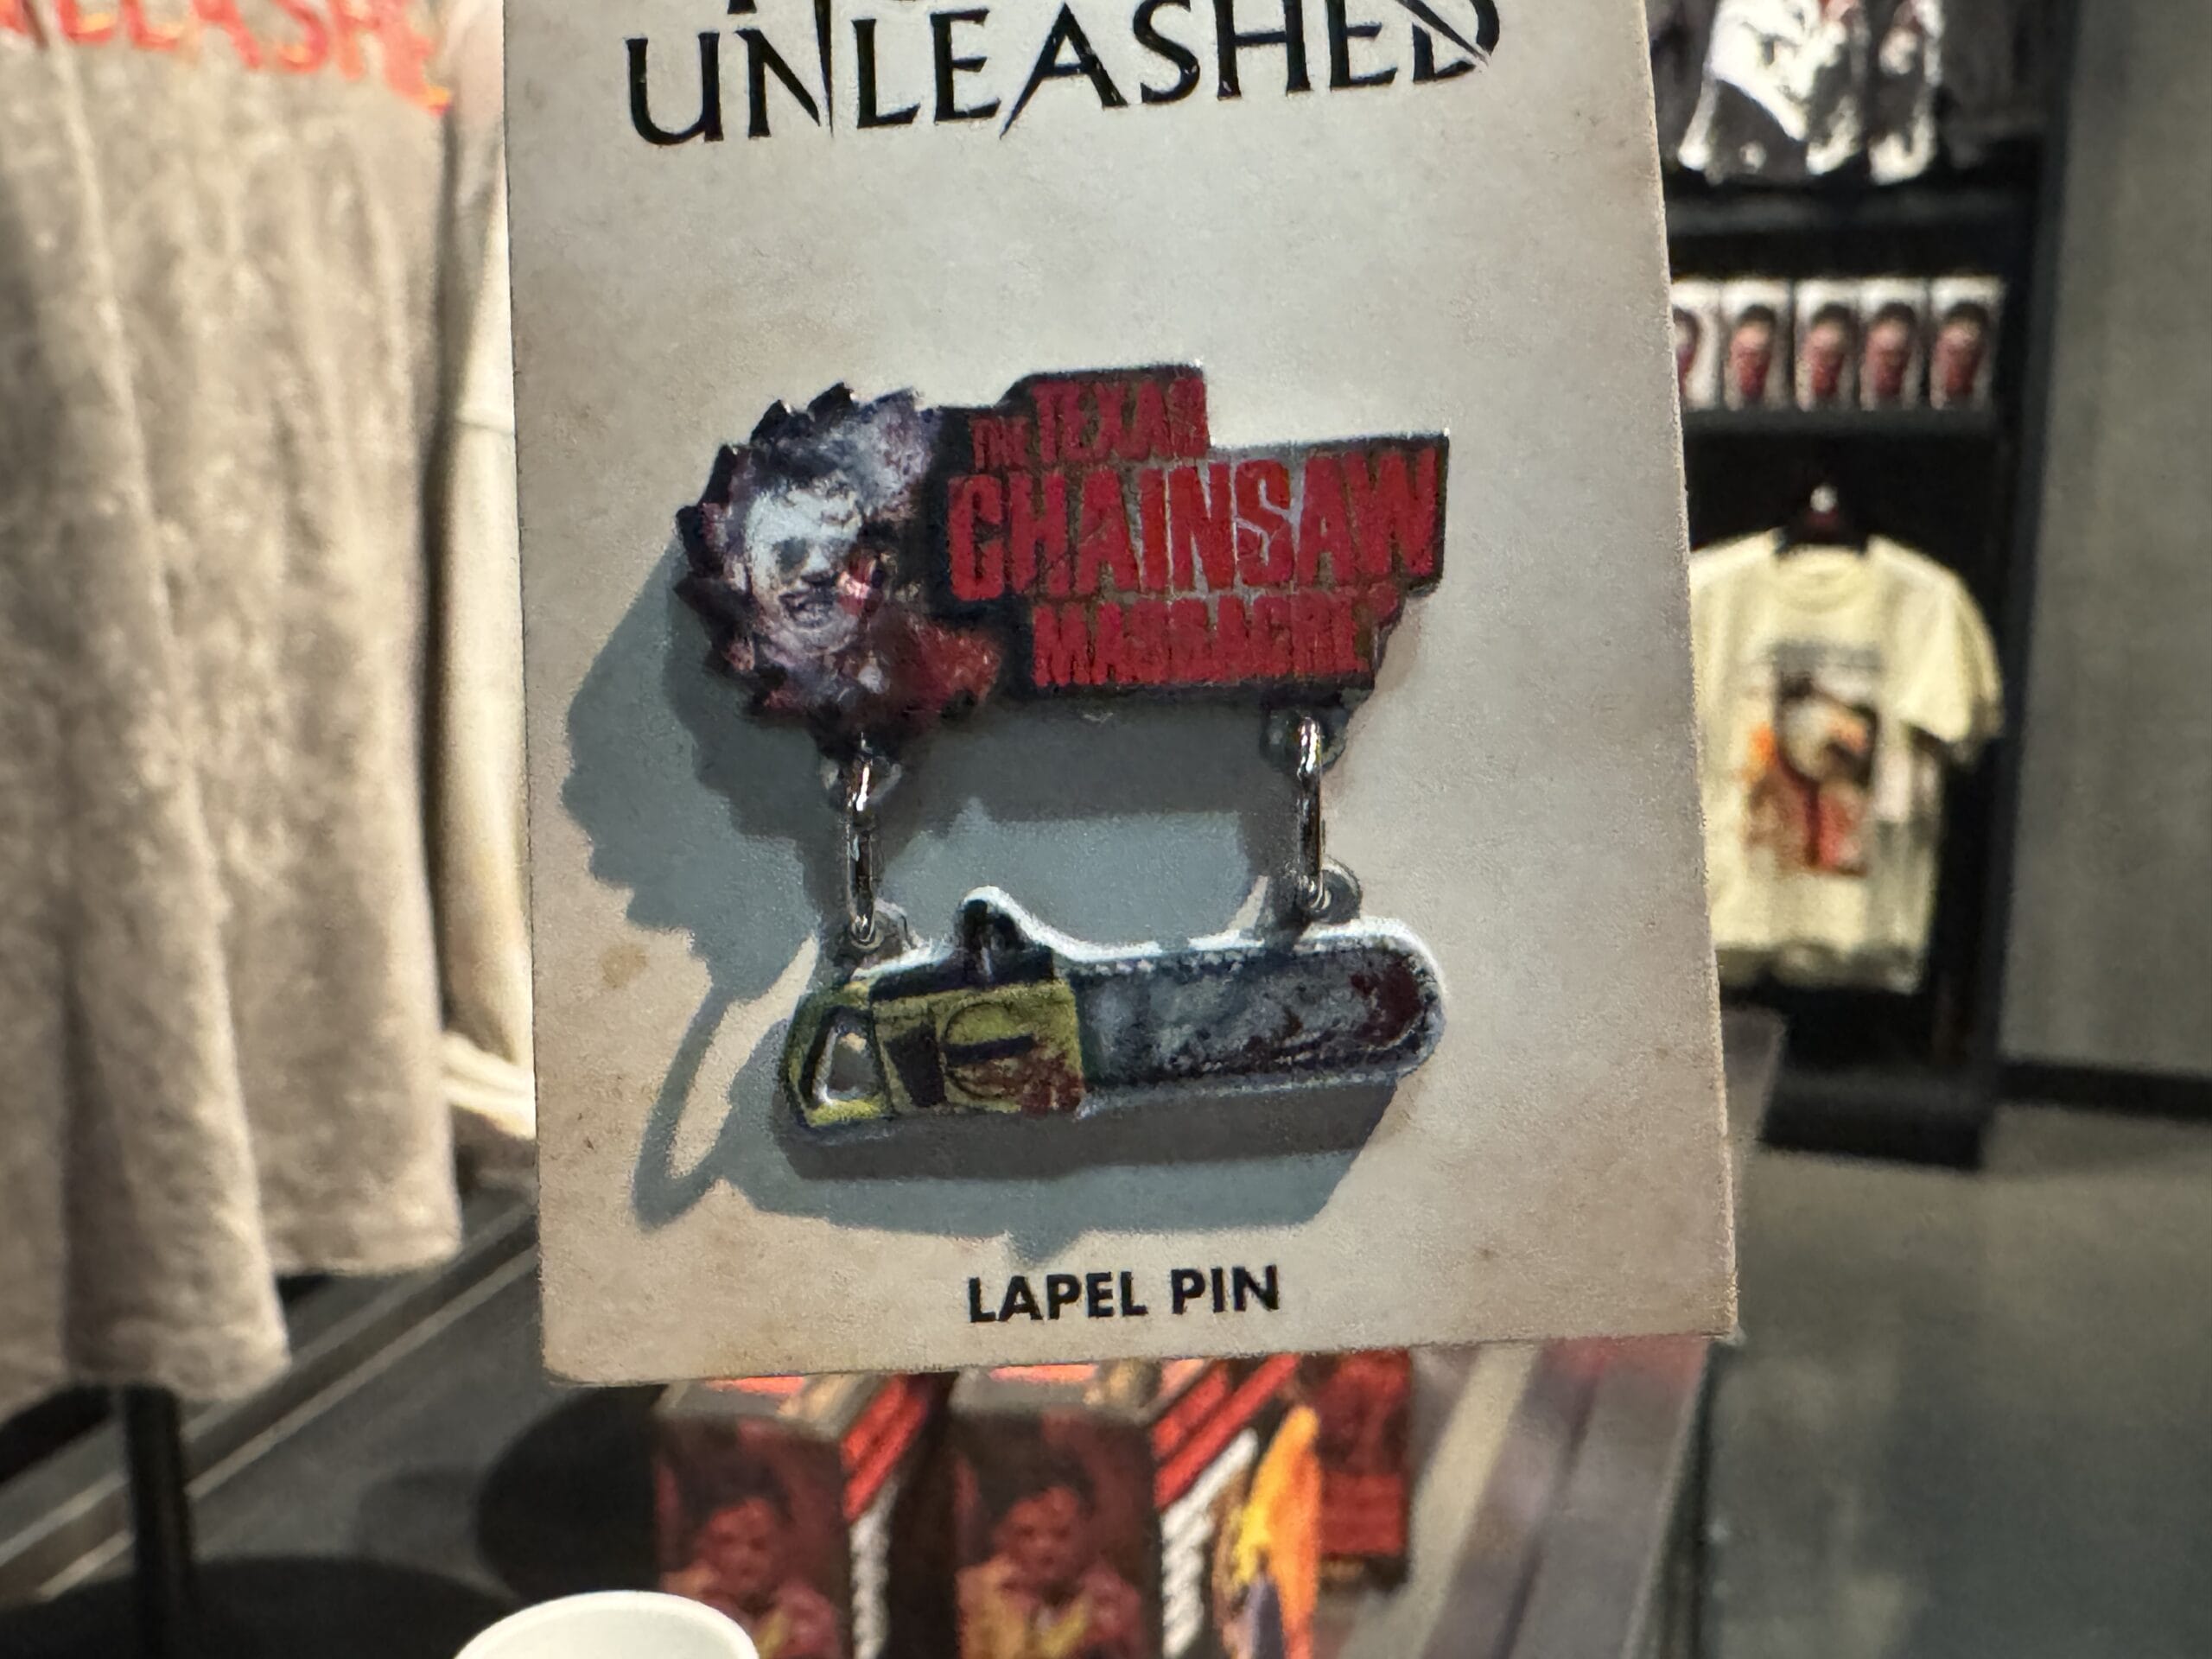 UNLEASHED
THE TEXAS
CHAINSAW
MASSACRE
LAPEL PIN